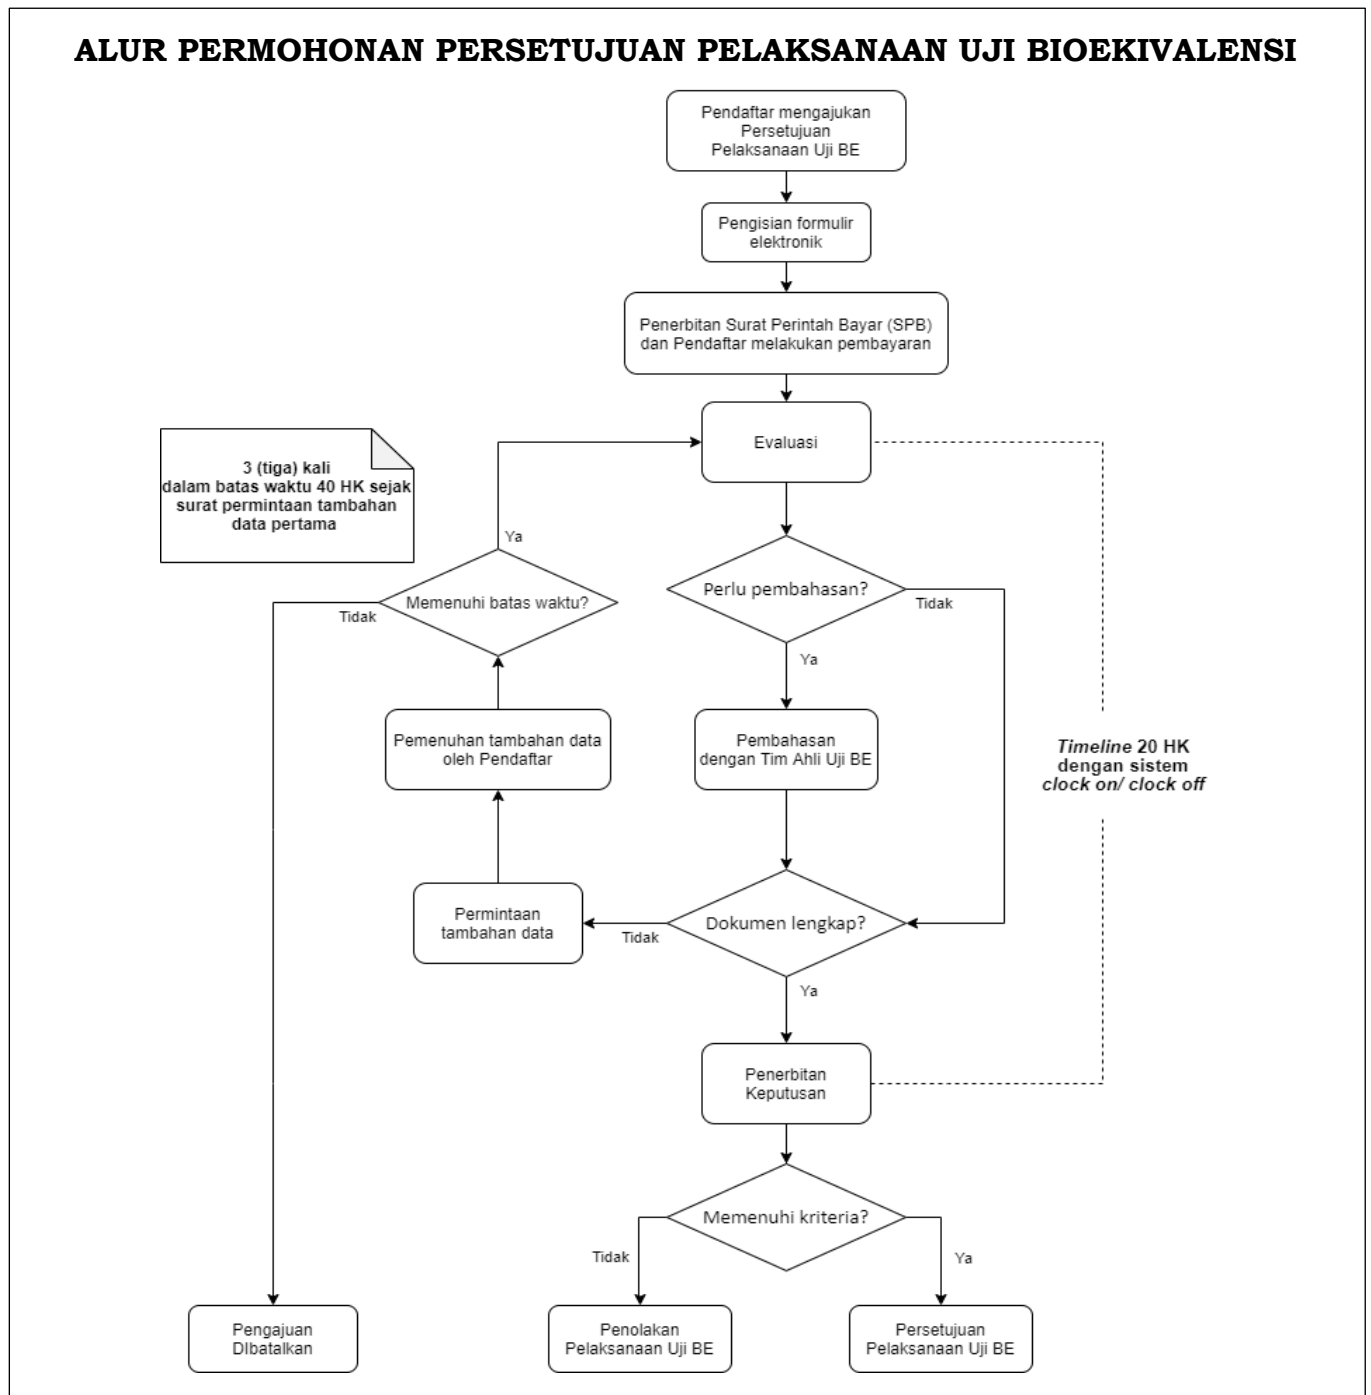 ALUR PERMOHONAN PERSETUJUAN PELAKSANAAN UJI BIOEKIVALENSI
Pendaftar mengajukan
Persetujuan
Pelaksanaan Uji BE
Pengisian formulir
elektronik
Penerbitan Surat Perintah Bayar (SPB)
dan Pendaftar melakukan pembayaran
Evaluasi
3 (tiga) kali
dalam batas waktu 40 HK sejak
surat permintaan tambahan
data pertama
Ya
Perlu pembahasan?
Tidak
Memenuhi batas waktu?
Tidak
Ya
Pemenuhan tambahan data
oleh Pendaftar
Pembahasan
dengan Tim Ahli Uji BE
Timeline 20 HK
dengan sistem
clock on/ clock off
Permintaan
tambahan data
Tidak
Dokumen lengkap?
Ya
Penerbitan
Keputusan
Memenuhi kriteria?
Tidak
Ya
Pengajuan
DIbatalkan
Penolakan
Pelaksanaan Uji BE
Persetujuan
Pelaksanaan Uji BE